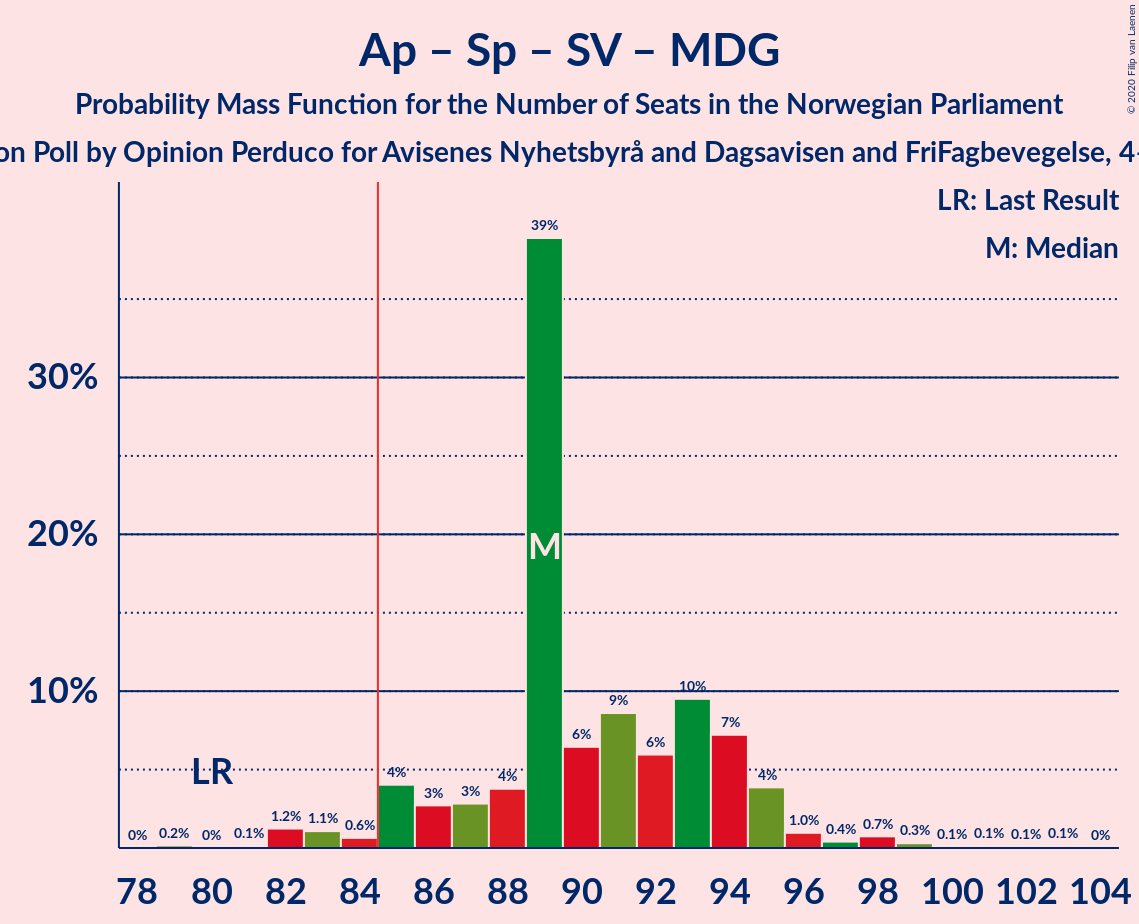 © 2020 Filip van Laenen
Ap – Sp – SV – MDG
Probability Mass Function for the Number of Seats in the Norwegian Parliament
on Poll by Opinion Perduco for Avisenes Nyhetsbyrå and Dagsavisen and FriFagbevegelse, 4-
LR: Last Result
M: Median
30%
20%
10%
LR
M
0% 0.2% 0% 0.1% 1.2% 1.1% 0.6% 4% 3% 3% 4% 39% 6% 9% 6% 10% 7% 4% 1.0% 0.4% 0.7% 0.3% 0.1% 0.1% 0.1% 0.1% 0%
78 80 82 84 86 88 90 92 94 96 98 100 102 104